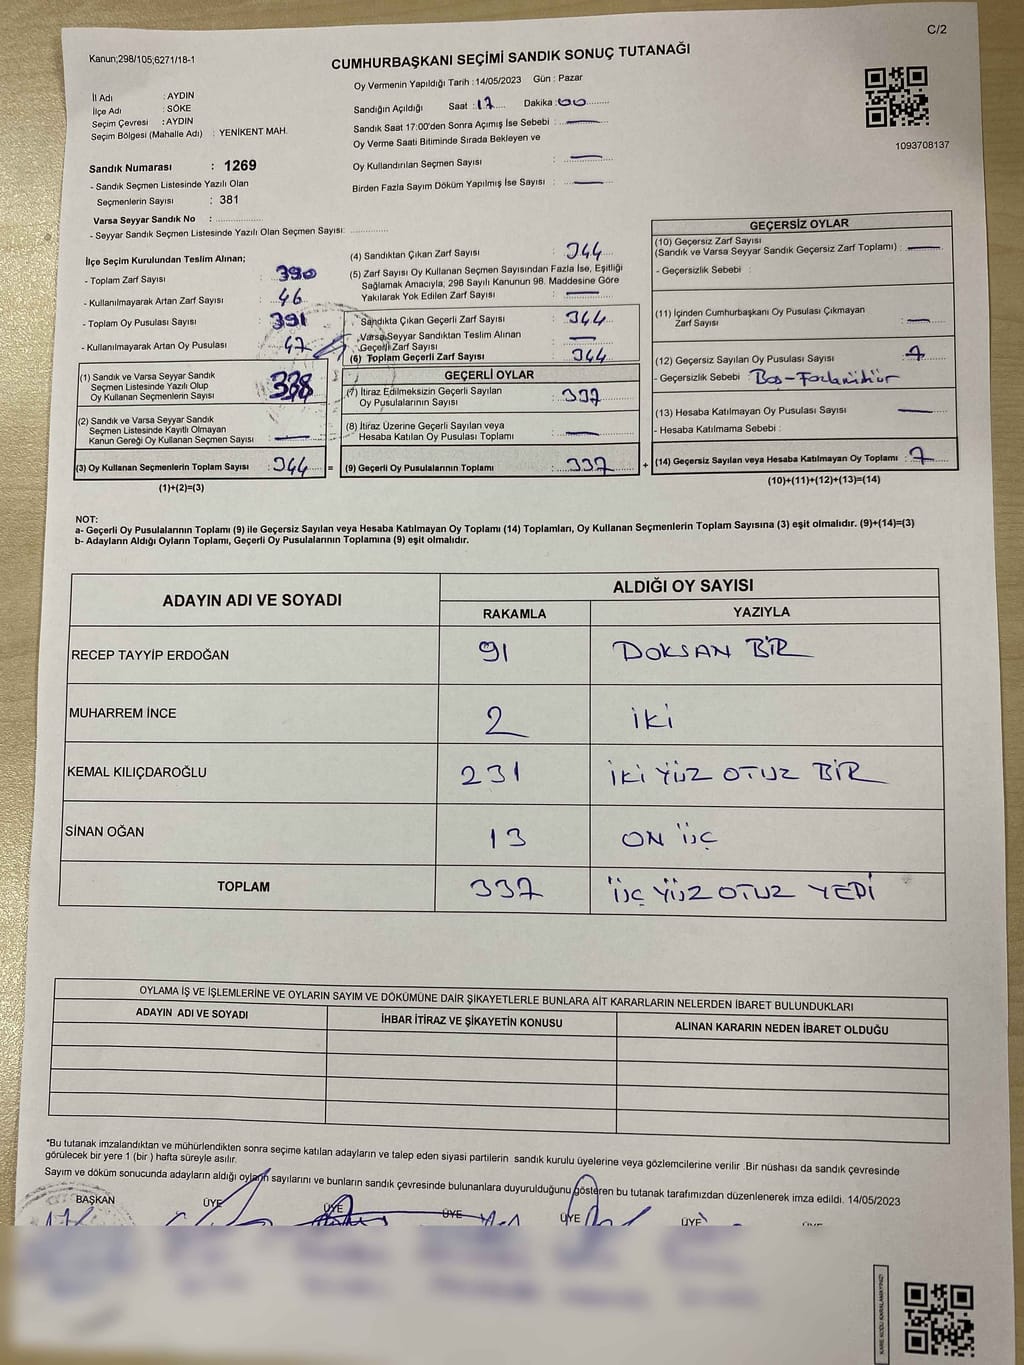 C/2
Kanun;298/105;6271/18-1
CUMHURBAŞKANI SEÇİMİ SANDIK SONUÇ TUTANAĞI
Oy Vermenin Yapıldığı Tarih : 14/05/2023 Gün : Pazar
İl Adı : AYDIN
İlçe Adı : SÖKE
Seçim Çevresi : AYDIN
Seçim Bölgesi (Mahalle Adı) : YENİKENT MAH.
Sandığın Açıldığı Saat : 17 Dakika : 00
Sandık Saat 17:00'den Sonra Açımış İse Sebebi : —
Oy Verme Saati Bitiminde Sırada Bekleyen ve
Oy Kullandırılan Seçmen Sayısı : —
Birden Fazla Sayım Döküm Yapılmış İse Sayısı : —
1093708137
Sandık Numarası : 1269
- Sandık Seçmen Listesinde Yazılı Olan
Seçmenlerin Sayısı : 381
Varsa Seyyar Sandık No :
- Seyyar Sandık Seçmen Listesinde Yazılı Olan Seçmen Sayısı:
İlçe Seçim Kurulundan Teslim Alınan;
- Toplam Zarf Sayısı : 390
- Kullanılmayarak Artan Zarf Sayısı : 46
- Toplam Oy Pusulası Sayısı : 391
- Kullanılmayarak Artan Oy Pusulası : 47
(1) Sandık ve Varsa Seyyar Sandık
Seçmen Listesinde Yazılı Olup
Oy Kullanan Seçmenlerin Sayısı :
(2) Sandık ve Varsa Seyyar Sandık
Seçmen Listesinde Kayıtlı Olmayan
Kanun Gereği Oy Kullanan Seçmen Sayısı : —
(3) Oy Kullanan Seçmenlerin Toplam Sayısı : 344
(1)+(2)=(3)
=
(4) Sandıktan Çıkan Zarf Sayısı : 344
(5) Zarf Sayısı Oy Kullanan Seçmen Sayısından Fazla İse, Eşitliği
Sağlamak Amacıyla; 298 Sayılı Kanunun 98. Maddesine Göre
Yakılarak Yok Edilen Zarf Sayısı : —
Sandıkta Çıkan Geçerli Zarf Sayısı : 344
Varsa Seyyar Sandıktan Teslim Alınan
Geçerli Zarf Sayısı : —
(6) Toplam Geçerli Zarf Sayısı : 344
GEÇERLİ OYLAR
(7) İtiraz Edilmeksizin Geçerli Sayılan
Oy Pusulalarının Sayısı : 337
(8) İtiraz Üzerine Geçerli Sayılan veya
Hesaba Katılan Oy Pusulası Toplamı : —
(9) Geçerli Oy Pusulalarının Toplamı : 337
+
GEÇERSİZ OYLAR
(10) Geçersiz Zarf Sayısı
(Sandık ve Varsa Seyyar Sandık Geçersiz Zarf Toplamı) : —
- Geçersizlik Sebebi :
(11) İçinden Cumhurbaşkanı Oy Pusulası Çıkmayan
Zarf Sayısı : —
(12) Geçersiz Sayılan Oy Pusulası Sayısı : 7
- Geçersizlik Sebebi : Boş-
(13) Hesaba Katılmayan Oy Pusulası Sayısı : —
- Hesaba Katılmama Sebebi :
(14) Geçersiz Sayılan veya Hesaba Katılmayan Oy Toplamı : 7
(10)+(11)+(12)+(13)=(14)
NOT:
a- Geçerli Oy Pusulalarının Toplamı (9) ile Geçersiz Sayılan veya Hesaba Katılmayan Oy Toplamı (14) Toplamları, Oy Kullanan Seçmenlerin Toplam Sayısına (3) eşit olmalıdır. (9)+(14)=(3)
b- Adayların Aldığı Oyların Toplamı, Geçerli Oy Pusulalarının Toplamına (9) eşit olmalıdır.
ADAYIN ADI VE SOYADI
ALDIĞI OY SAYISI
RAKAMLA YAZIYLA
RECEP TAYYİP ERDOĞAN 91 DOKSAN BİR
MUHARREM İNCE 2 İKİ
KEMAL KILIÇDAROĞLU 231 İKİ YÜZ OTUZ BİR
SİNAN OĞAN 13 ON ÜÇ
TOPLAM 337 ÜÇ YÜZ OTUZ YEDİ
OYLAMA İŞ VE İŞLEMLERİNE VE OYLARIN SAYIM VE DÖKÜMÜNE DAİR ŞİKAYETLERLE BUNLARA AİT KARARLARIN NELERDEN İBARET BULUNDUKLARI
ADAYIN ADI VE SOYADI İHBAR İTİRAZ VE ŞİKAYETİN KONUSU ALINAN KARARIN NEDEN İBARET OLDUĞU
*Bu tutanak imzalandıktan ve mühürlendikten sonra seçime katılan adayların ve talep eden siyasi partilerin sandık kurulu üyelerine veya gözlemcilerine verilir .Bir nüshası da sandık çevresinde
görülecek bir yere 1 (bir ) hafta süreyle asılır.
Sayım ve döküm sonucunda adayların aldığı oyların sayılarını ve bunların sandık çevresinde bulunanlara duyurulduğunu gösteren bu tutanak tarafımızdan düzenlenerek imza edildi. 14/05/2023
BAŞKAN ÜYE ÜYE ÜYE ÜYE ÜYE ÜYE
KARE KODU KARALAMAYINIZ!